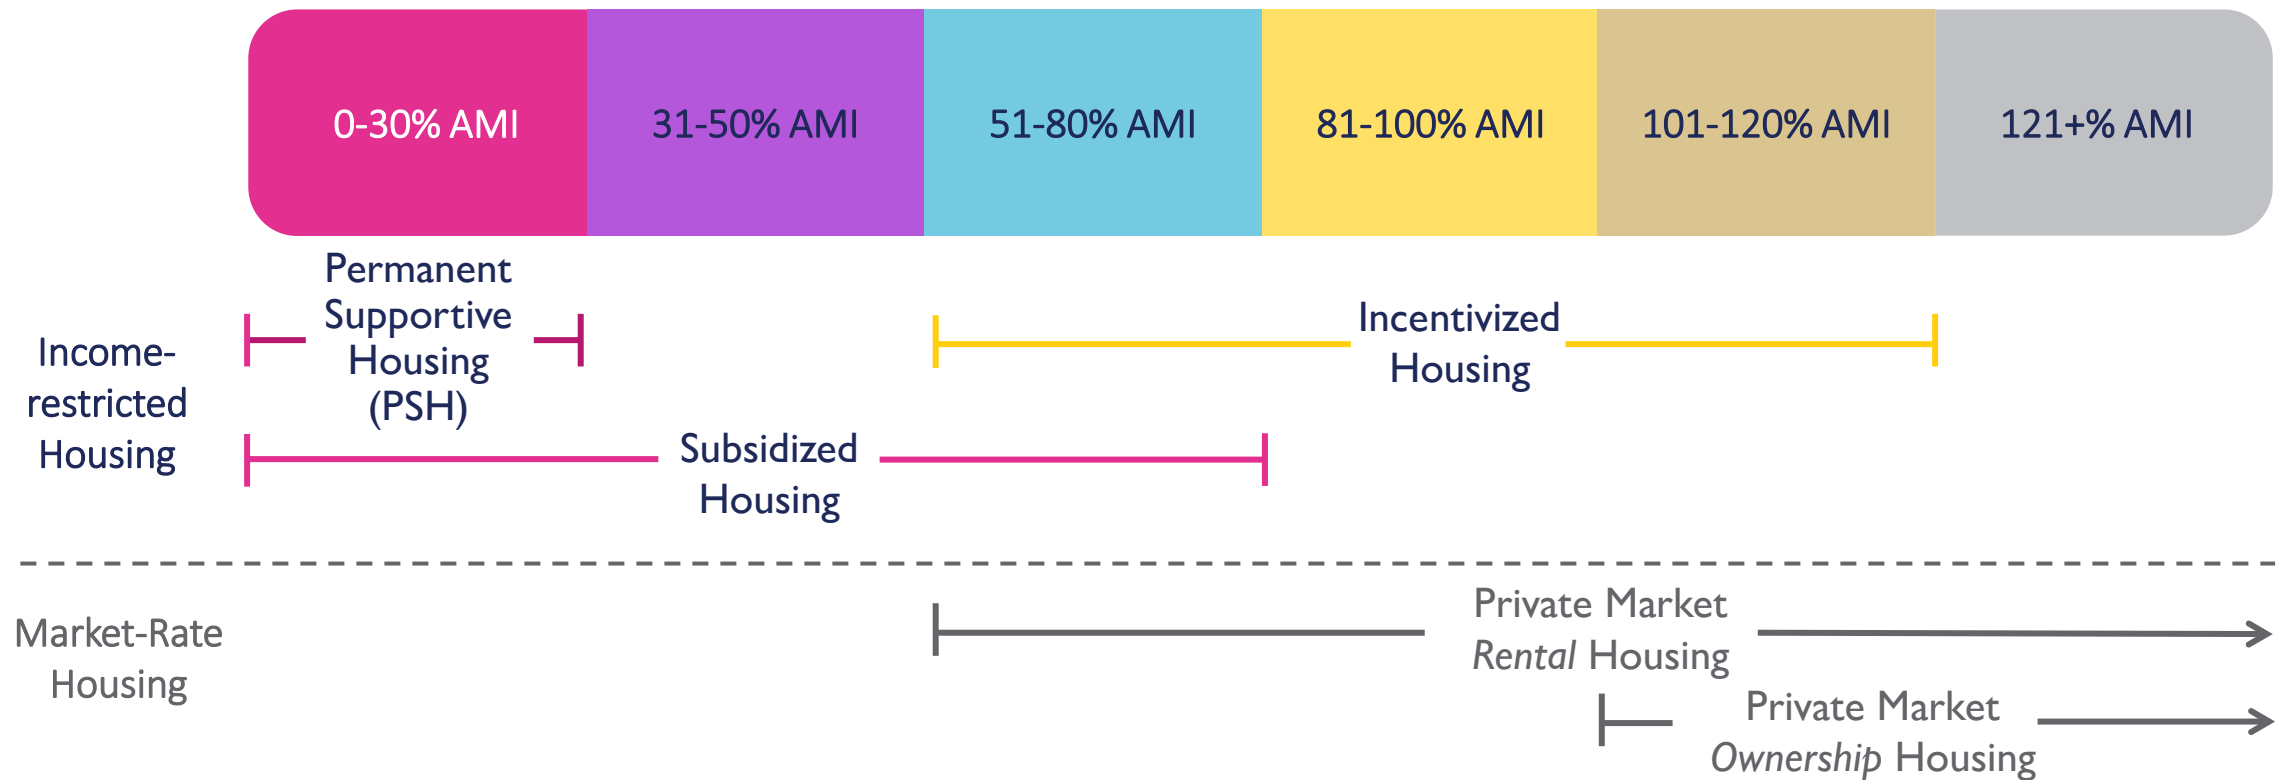 0-30% AMI
31-50% AMI
51-80% AMI
81-100% AMI
101-120% AMI
121+% AMI
Income-
restricted
Housing
Permanent
Supportive
Housing
(PSH)
Incentivized
Housing
Subsidized
Housing
Market-Rate
Housing
Private Market
Rental Housing
Private Market
Ownership Housing